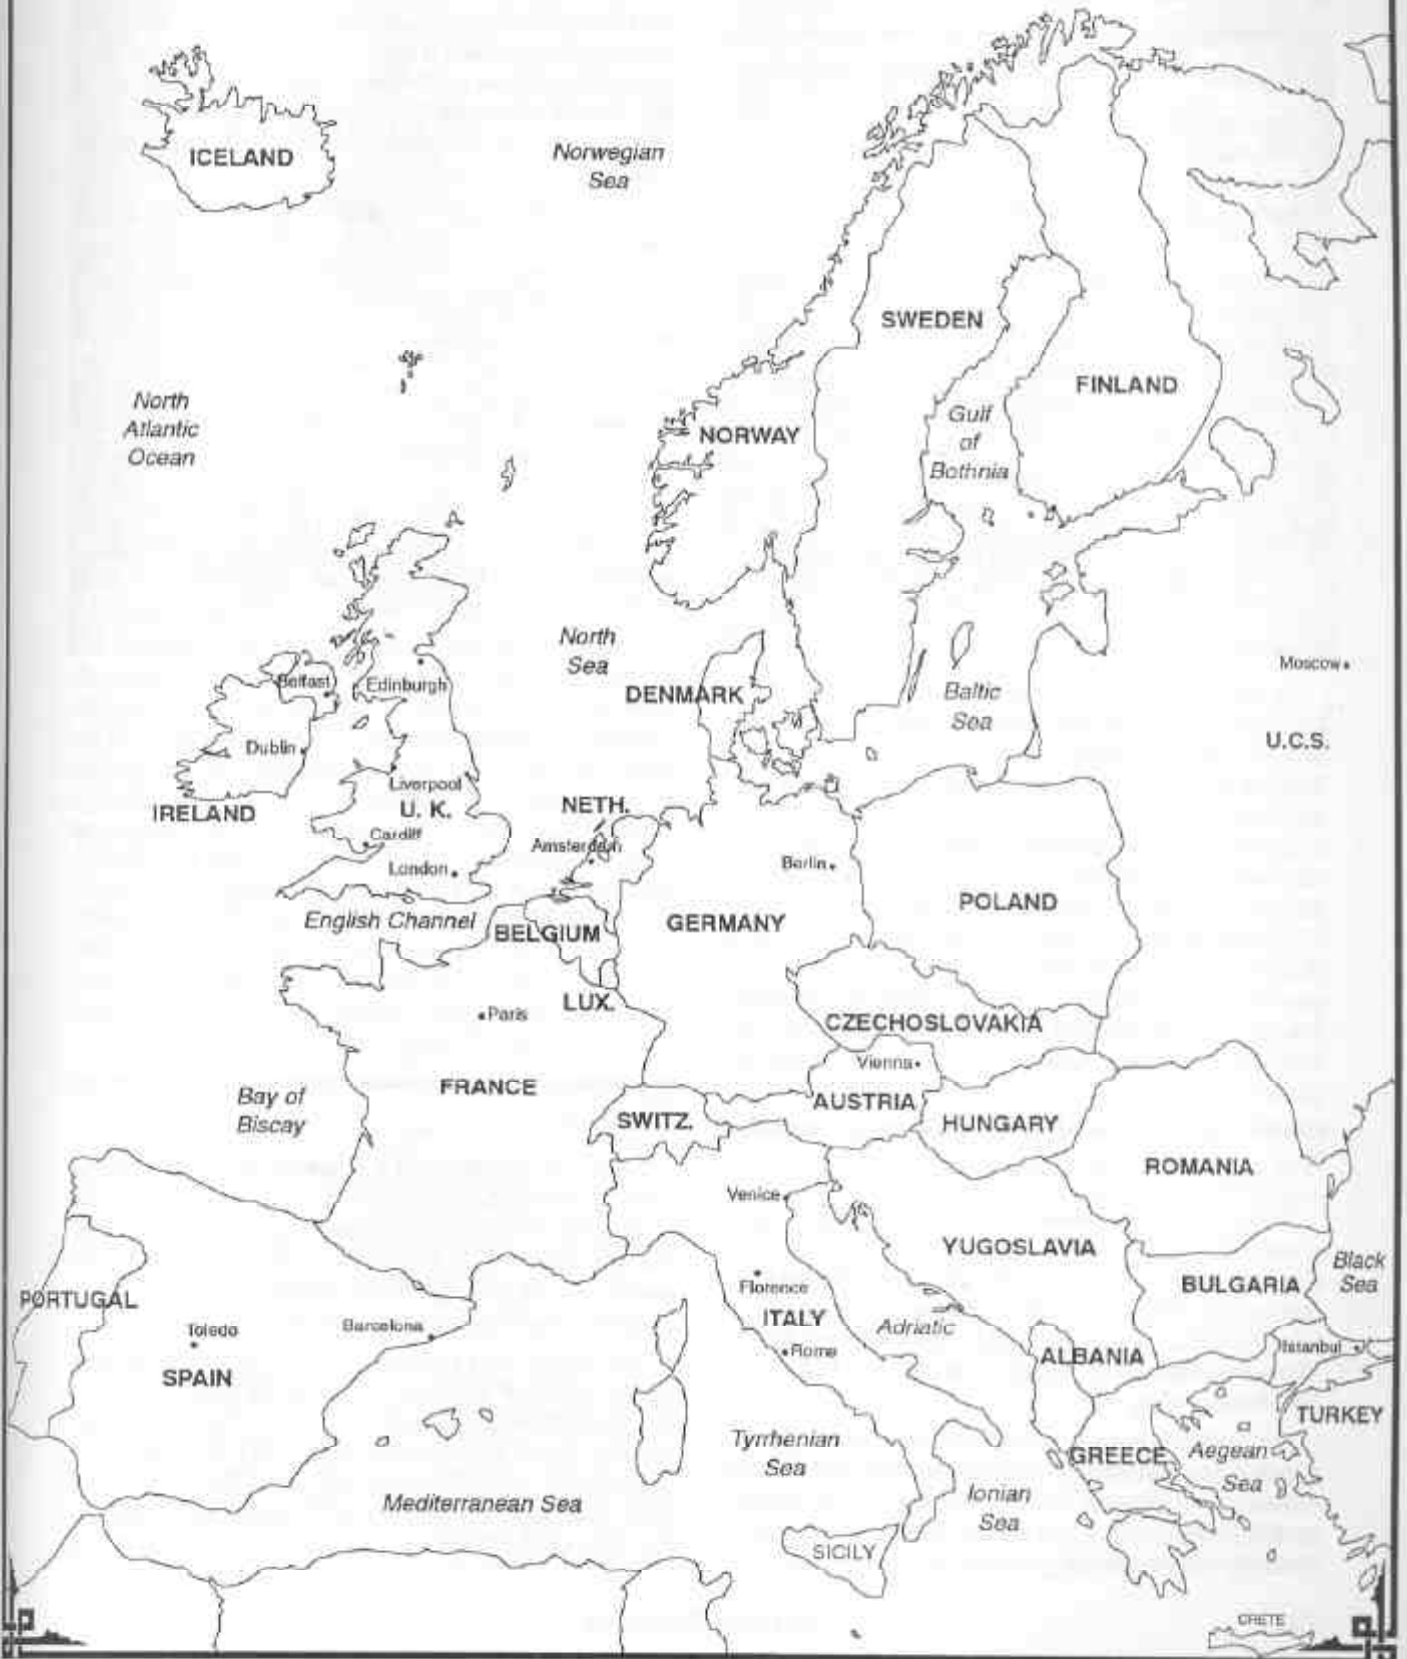 ICELAND
Norwegian
Sea
SWEDEN
FINLAND
North
Atlantic
Ocean
NORWAY
Gulf
of
Bothnia
North
Sea
Moscow
Belfast
Edinburgh
DENMARK
Baltic
Sea
Dublin
U.C.S.
Liverpool
IRELAND
U. K.
NETH.
Cardiff
Amsterdam
London
Berlin
POLAND
English Channel
BELGIUM
GERMANY
LUX.
Paris
CZECHOSLOVAKIA
Vienna
FRANCE
Bay of
Biscay
SWITZ.
AUSTRIA
HUNGARY
ROMANIA
Venice
YUGOSLAVIA
Black
Sea
Florence
BULGARIA
PORTUGAL
ITALY
Adriatic
Toledo
Barcelona
Rome
Istanbul
ALBANIA
SPAIN
TURKEY
Tyrrhenian
Sea
GREECE
Aegean
Sea
Mediterranean Sea
Ionian
Sea
SICILY
CRETE